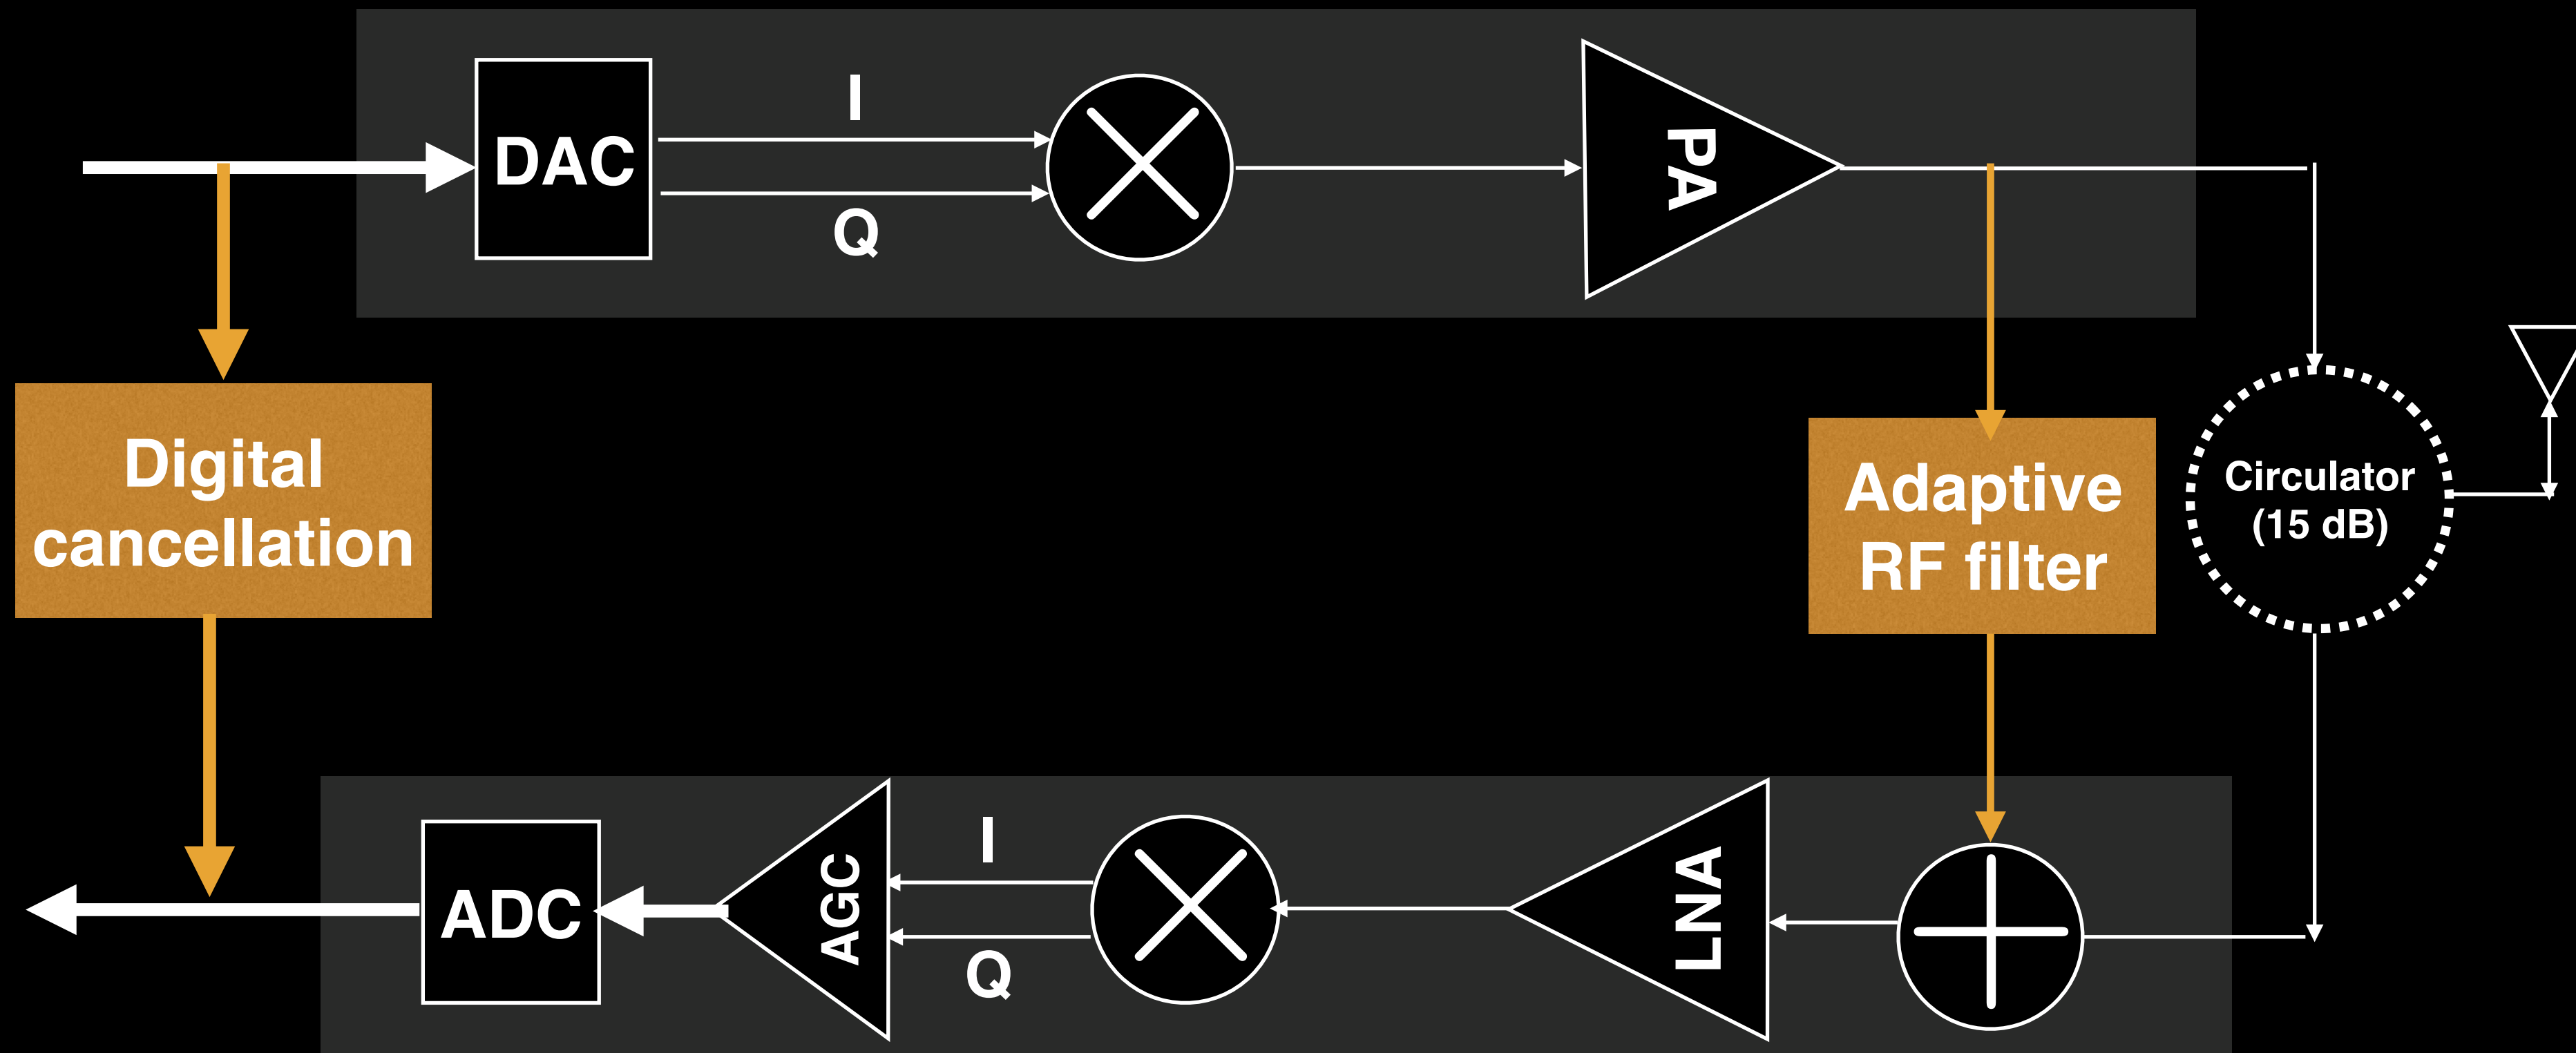 I
DAC
PA
Q
Digital
cancellation
Adaptive
RF filter
Circulator
(15 dB)
I
ADC
AGC
LNA
Q